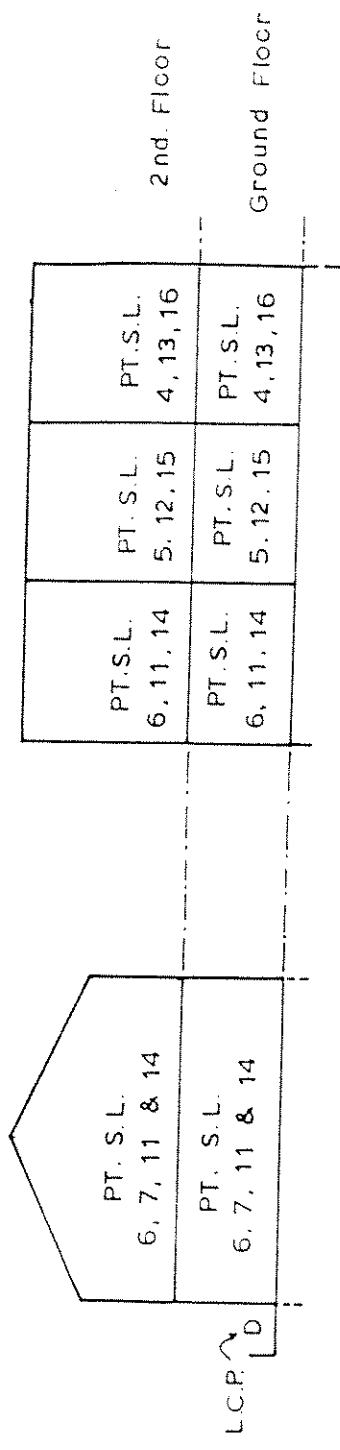 PT. S.L.
6, 7, 11 & 14
PT. S.L.
6, 7, 11 & 14
L.C.P.
D
PT.S.L.
6, 11, 14
PT.S.L.
5, 12, 15
PT.S.L.
4, 13, 16
2nd. Floor
PT.S.L.
6, 11, 14
PT.S.L.
5, 12, 15
PT.S.L.
4, 13, 16
Ground Floor